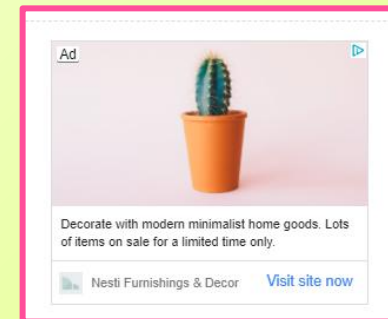 Ad
Decorate with modern minimalist home goods. Lots
of items on sale for a limited time only.
Nesti Furnishings & Decor
Visit site now